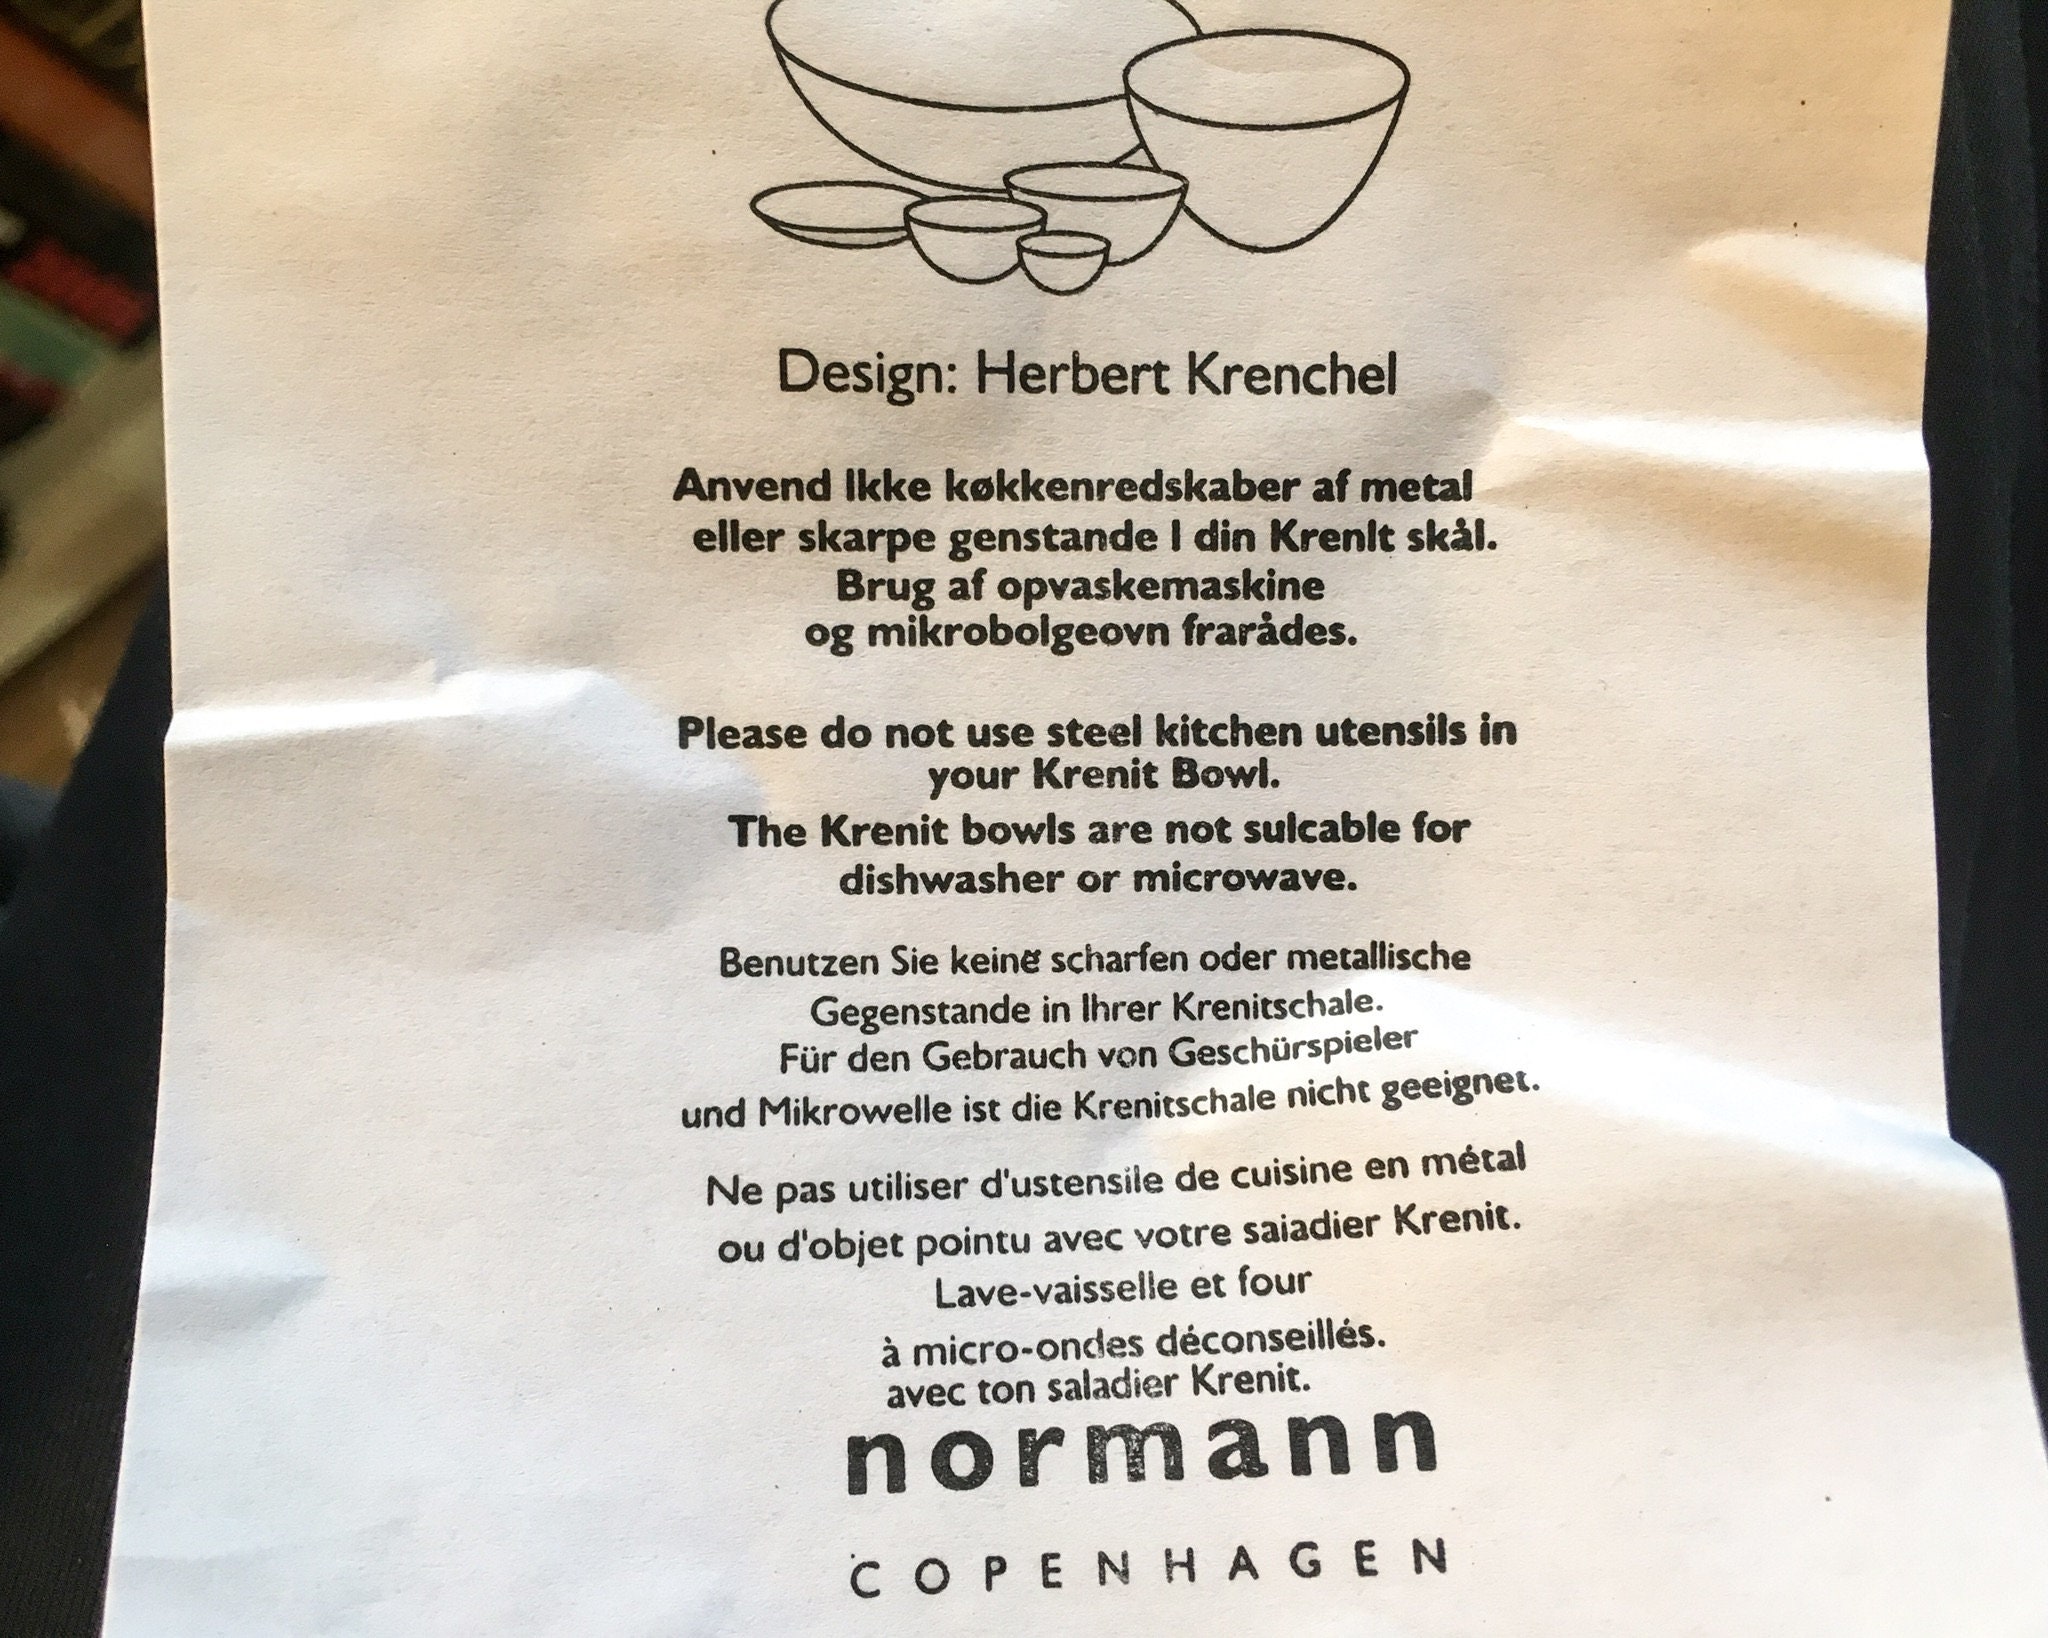 Design: Herbert Krenchel
Anvend Ikke køkkenredskaber af metal
eller skarpe genstande I din KrenIt skål.
Brug af opvaskemaskine
og mikrobolgeovn frarådes.
Please do not use steel kitchen utensils in
your Krenit Bowl.
The Krenit bowls are not sulcable for
dishwasher or microwave.
Benutzen Sie keine scharfen oder metallische
Gegenstande in Ihrer Krenitschale.
Für den Gebrauch von Geschürspieler
und Mikrowelle ist die Krenitschale nicht geeignet.
Ne pas utiliser d'ustensile de cuisine en métal
ou d'objet pointu avec votre saiadier Krenit.
Lave-vaisselle et four
à micro-ondes déconseillés.
avec ton saladier Krenit.
normann
COPENHAGEN